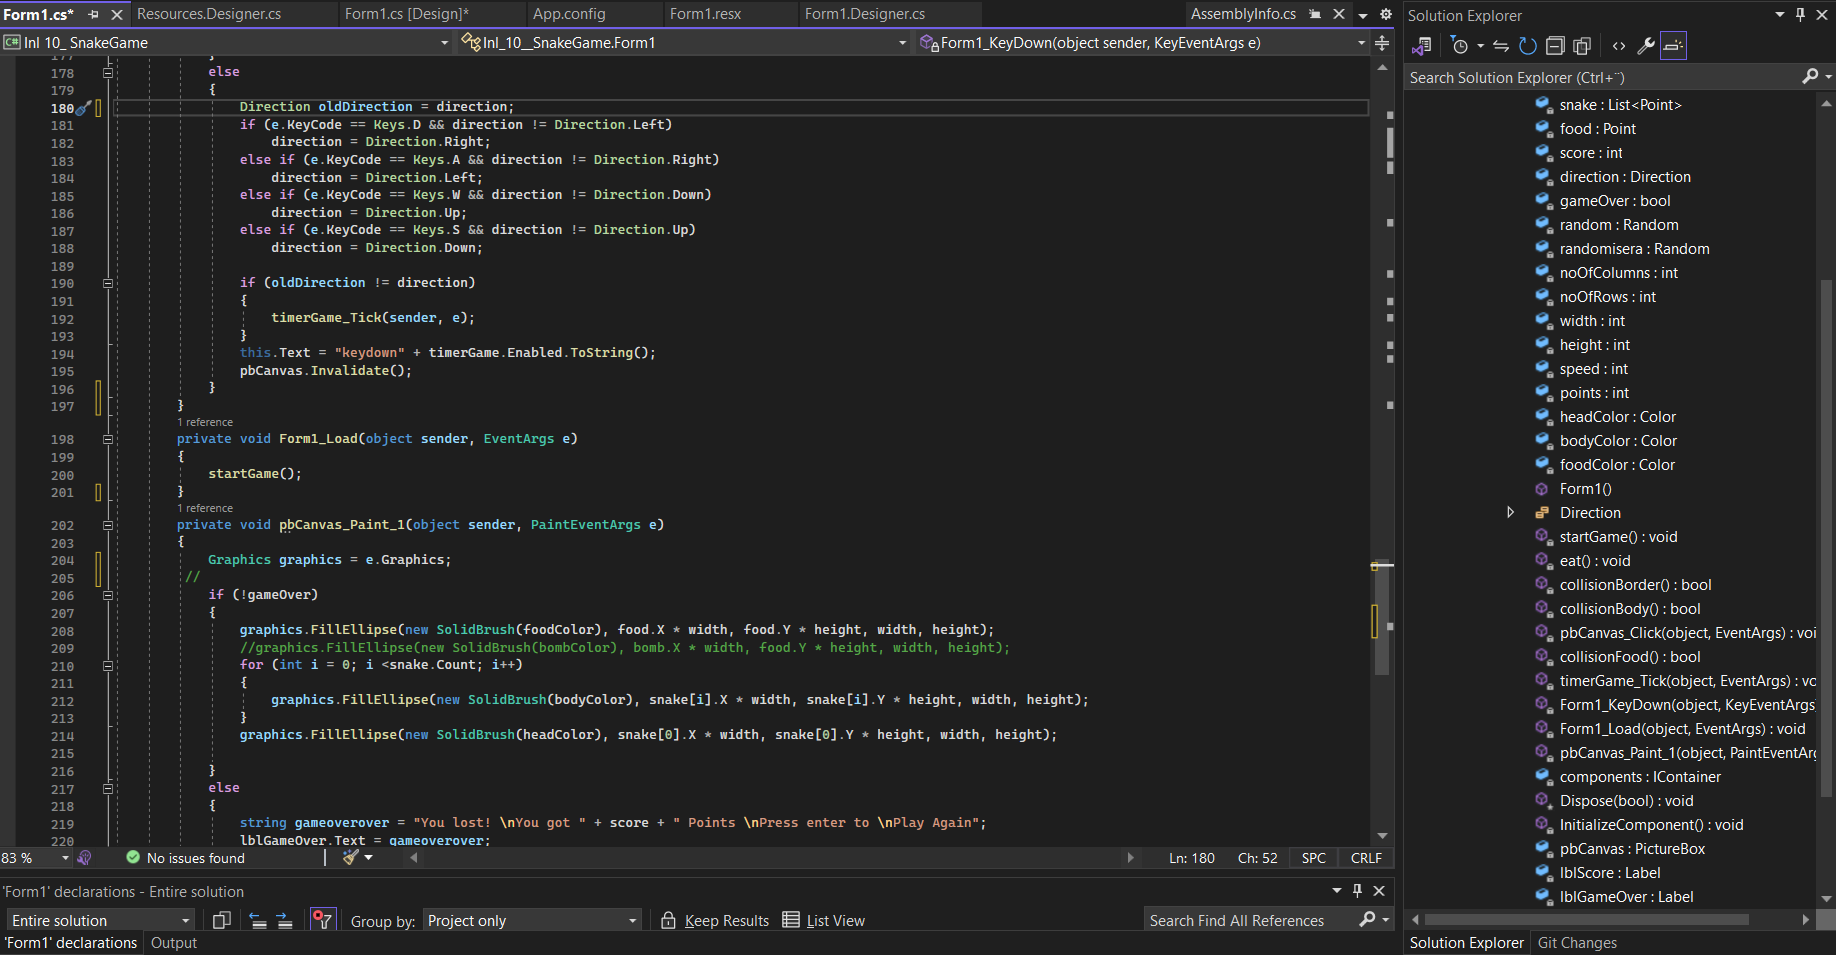 Form1.cs*
Resources.Designer.cs
Form1.cs [Design]*
App.config
Form1.resx
Form1.Designer.cs
AssemblyInfo.cs
C# Inl 10_ SnakeGame
Inl_10__SnakeGame.Form1
Form1_KeyDown(object sender, KeyEventArgs e)
177 }
178 else
179 {
180 Direction oldDirection = direction;
181 if (e.KeyCode == Keys.D && direction != Direction.Left)
182 direction = Direction.Right;
183 else if (e.KeyCode == Keys.A && direction != Direction.Right)
184 direction = Direction.Left;
185 else if (e.KeyCode == Keys.W && direction != Direction.Down)
186 direction = Direction.Up;
187 else if (e.KeyCode == Keys.S && direction != Direction.Up)
188 direction = Direction.Down;
189
190 if (oldDirection != direction)
191 {
192 timerGame_Tick(sender, e);
193 }
194 this.Text = "keydown" + timerGame.Enabled.ToString();
195 pbCanvas.Invalidate();
196 }
197 }
1 reference
198 private void Form1_Load(object sender, EventArgs e)
199 {
200 startGame();
201 }
1 reference
202 private void pbCanvas_Paint_1(object sender, PaintEventArgs e)
203 {
204 Graphics graphics = e.Graphics;
205 //
206 if (!gameOver)
207 {
208 graphics.FillEllipse(new SolidBrush(foodColor), food.X * width, food.Y * height, width, height);
209 //graphics.FillEllipse(new SolidBrush(bombColor), bomb.X * width, food.Y * height, width, height);
210 for (int i = 0; i <snake.Count; i++)
211 {
212 graphics.FillEllipse(new SolidBrush(bodyColor), snake[i].X * width, snake[i].Y * height, width, height);
213 }
214 graphics.FillEllipse(new SolidBrush(headColor), snake[0].X * width, snake[0].Y * height, width, height);
215
216 }
217 else
218 {
219 string gameoverover = "You lost! \nYou got " + score + " Points \nPress enter to \nPlay Again";
220 lblGameOver.Text = gameoverover;
83 %
No issues found
Ln: 180
Ch: 52
SPC
CRLF
'Form1' declarations - Entire solution
Entire solution
Group by:
Project only
Keep Results
List View
Search Find All References
'Form1' declarations
Output
Solution Explorer
Search Solution Explorer (Ctrl+¨)
snake : List<Point>
food : Point
score : int
direction : Direction
gameOver : bool
random : Random
randomisera : Random
noOfColumns : int
noOfRows : int
width : int
height : int
speed : int
points : int
headColor : Color
bodyColor : Color
foodColor : Color
Form1()
Direction
startGame() : void
eat() : void
collisionBorder() : bool
collisionBody() : bool
pbCanvas_Click(object, EventArgs) : voi
collisionFood() : bool
timerGame_Tick(object, EventArgs) : vo
Form1_KeyDown(object, KeyEventArgs
Form1_Load(object, EventArgs) : void
pbCanvas_Paint_1(object, PaintEventArg
components : IContainer
Dispose(bool) : void
InitializeComponent() : void
pbCanvas : PictureBox
lblScore : Label
lblGameOver : Label
Solution Explorer
Git Changes